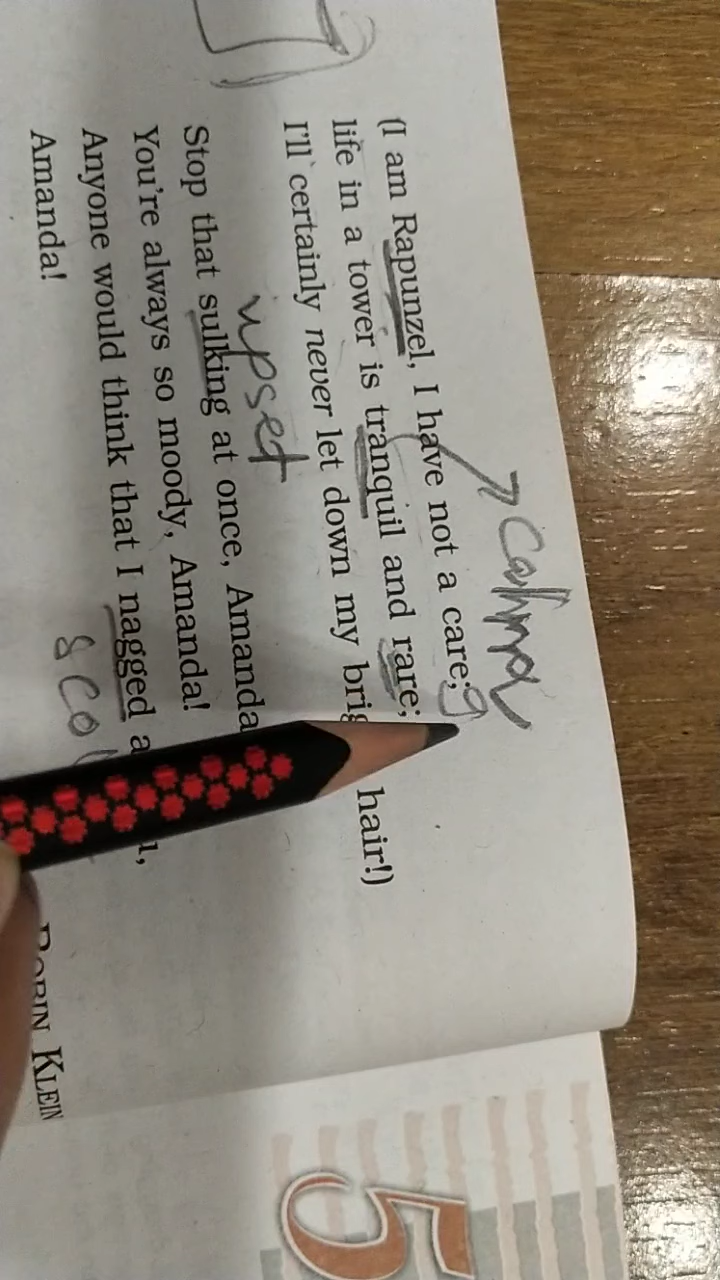 (I am Rapunzel, I have not a care;
life in a tower is tranquil and rare;
I'll certainly never let down my hair!)
upset
Stop that sulking at once, Amanda
You're always so moody, Amanda!
Anyone would think that I nagged
Amanda!
ROBIN KLEIN
5